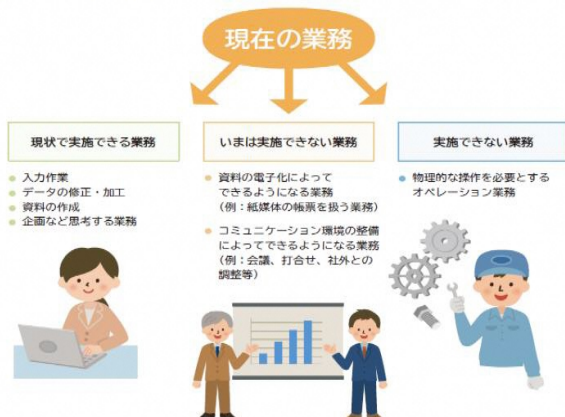 現在の業務
現状で実施できる業務
入力作業
データの修正・加工
資料の作成
企画など思考する業務
いまは実施できない業務
資料の電子化によって
できるようになる業務
(例：紙媒体の帳票を扱う業務)
コミュニケーション環境の整備
によってできるようになる業務
(例：会議、打合せ、社外との
調整等)
実施できない業務
物理的な操作を必要とする
オペレーション業務